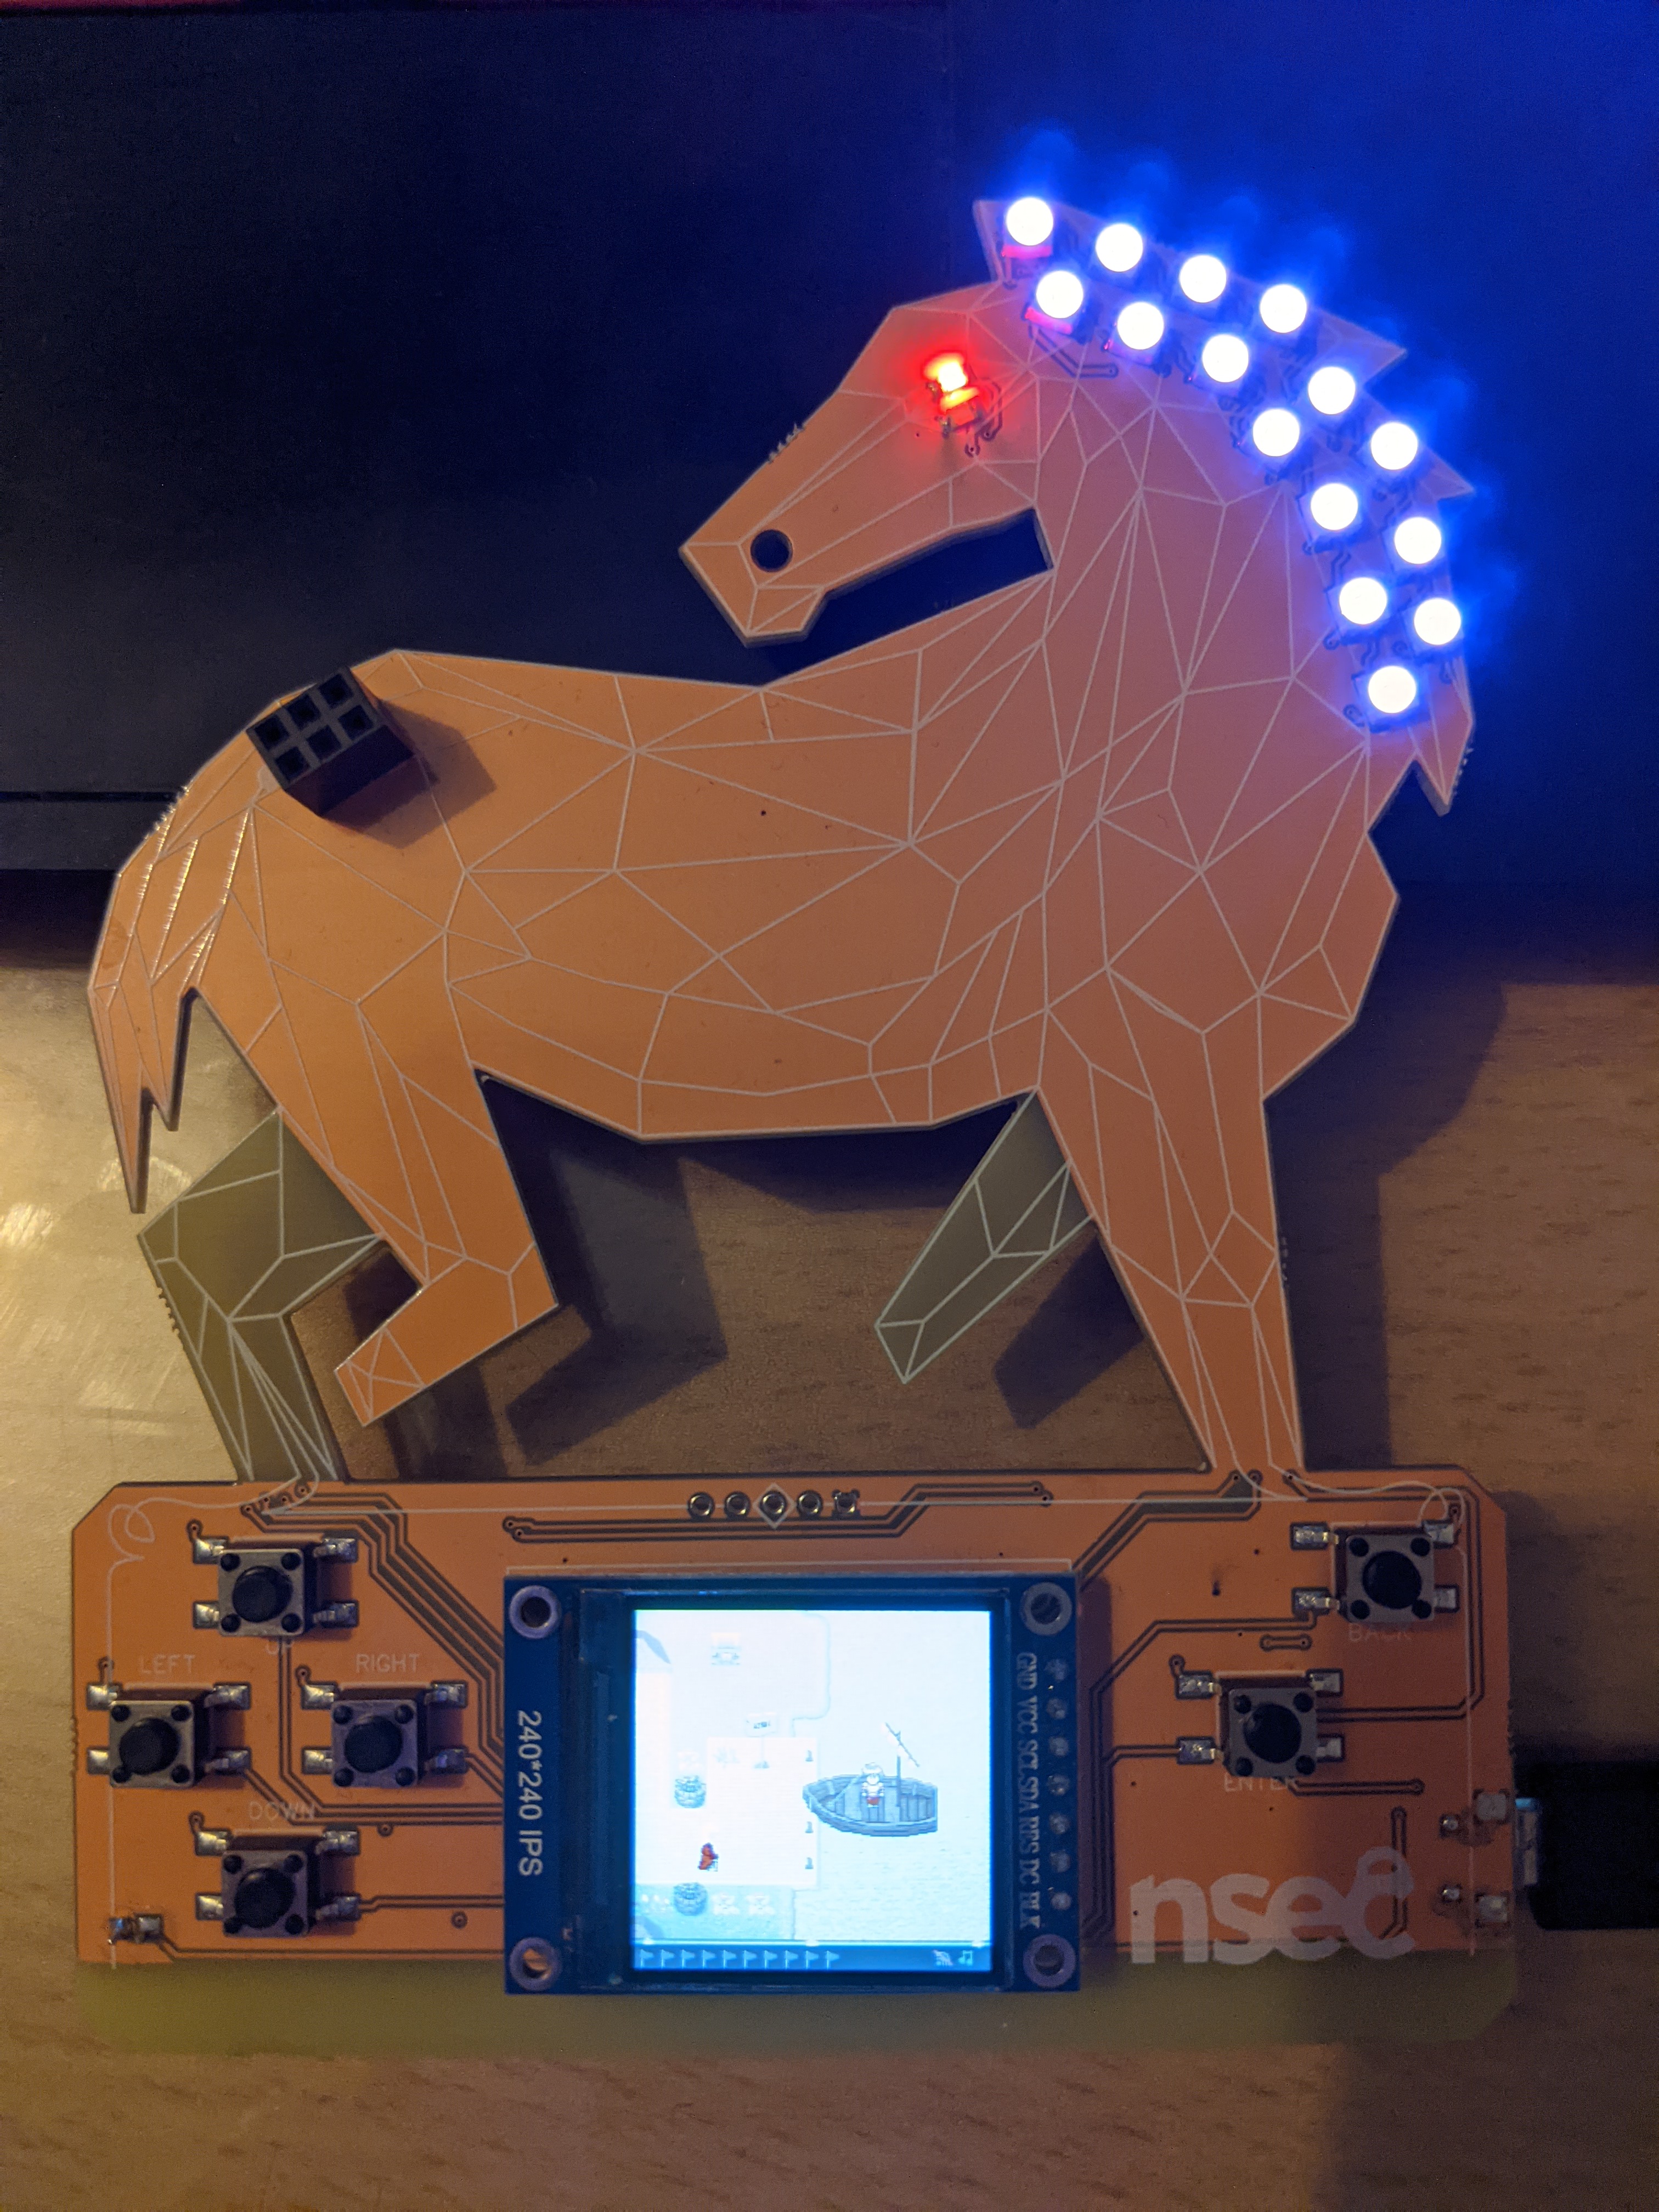 UP
LEFT
RIGHT
DOWN
240*240 IPS
GND VCC SCL SDA RES DC BLK
BACK
ENTER
nsec